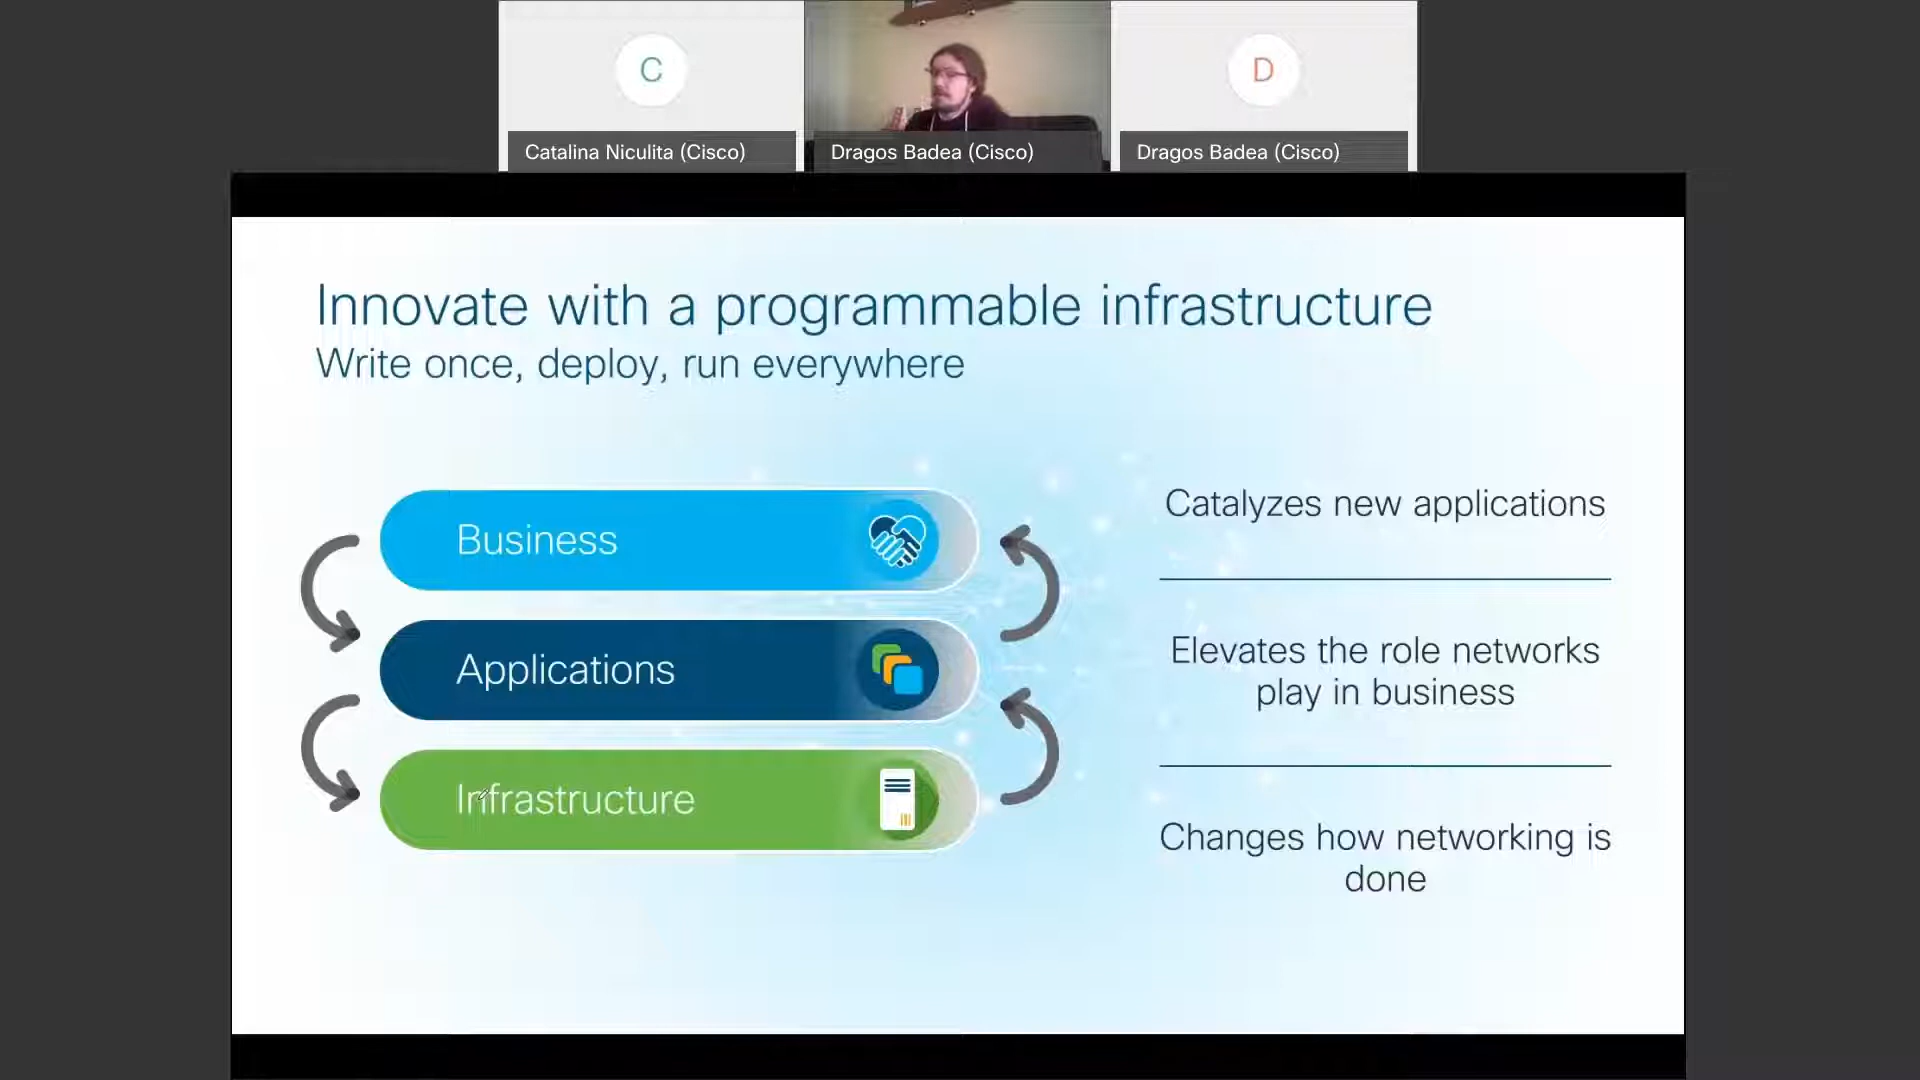 C
D
Catalina Niculita (Cisco)
Dragos Badea (Cisco)
Dragos Badea (Cisco)
Innovate with a programmable infrastructure
Write once, deploy, run everywhere
Business
Applications
Infrastructure
Catalyzes new applications
Elevates the role networks
play in business
Changes how networking is
done